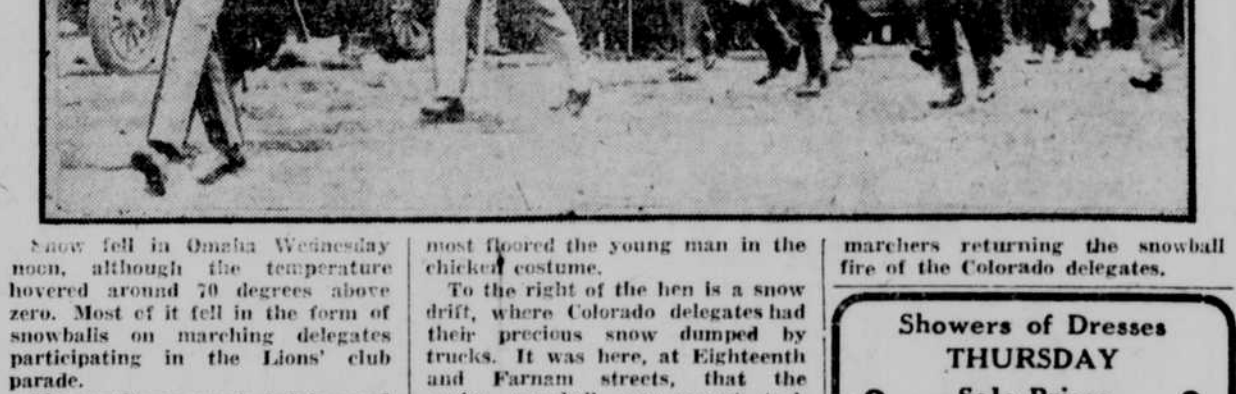 Snow fell in Omaha Wednesday
noon, although the temperature
hovered around 70 degrees above
zero. Most of it fell in the form of
snowballs on marching delegates
participating in the Lions' club
parade.
most floored the young man in the
chicken costume.
To the right of the hen is a snow
drift, where Colorado delegates had
their precious snow dumped by
trucks. It was here, at Eighteenth
and Farnam streets, that the
marchers returning the snowball
fire of the Colorado delegates.
Showers of Dresses
THURSDAY